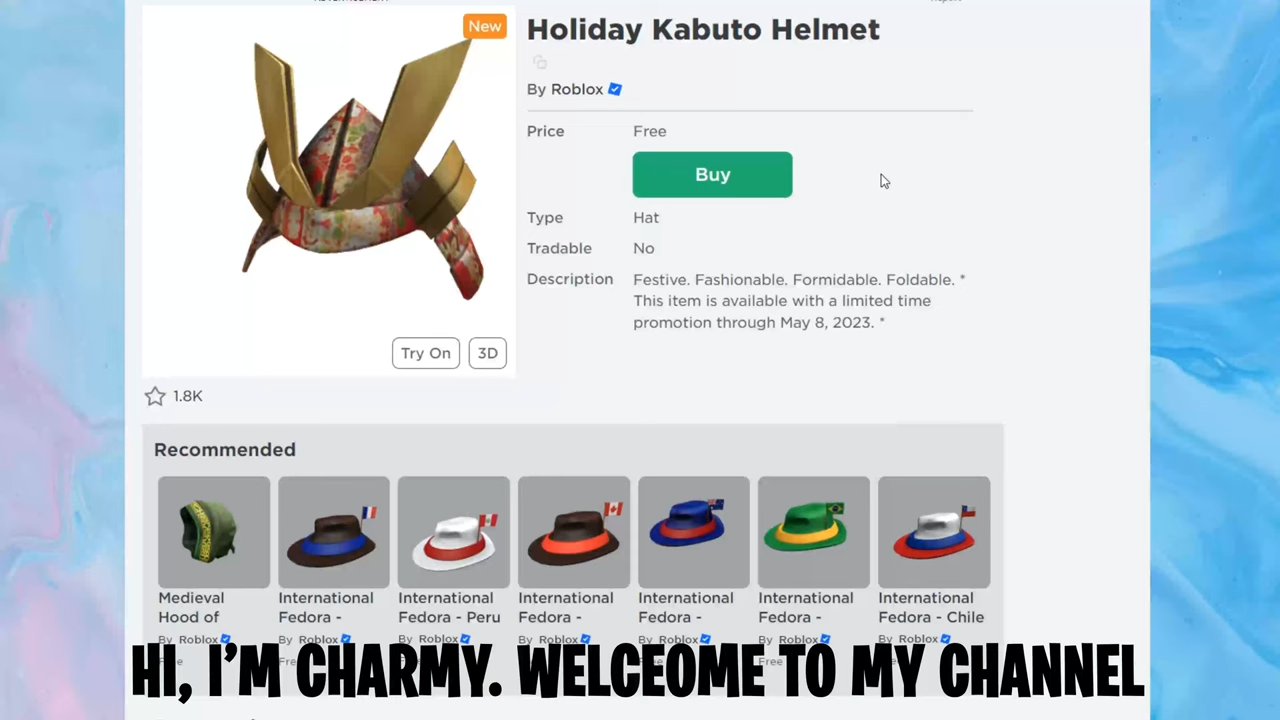 New
Holiday Kabuto Helmet
By Roblox
Price Free
Buy
Type Hat
Tradable No
Description Festive. Fashionable. Formidable. Foldable. *
This item is available with a limited time
promotion through May 8, 2023. *
Try On 3D
1.8K
Recommended
Medieval International International International International International International
Hood of Fedora - Fedora - Peru Fedora - Fedora - Fedora - Fedora - Chile
By Roblox By Roblox By Roblox By Roblox By Roblox By Roblox By Roblox
HI, I'M CHARMY. WELCEOME TO MY CHANNEL